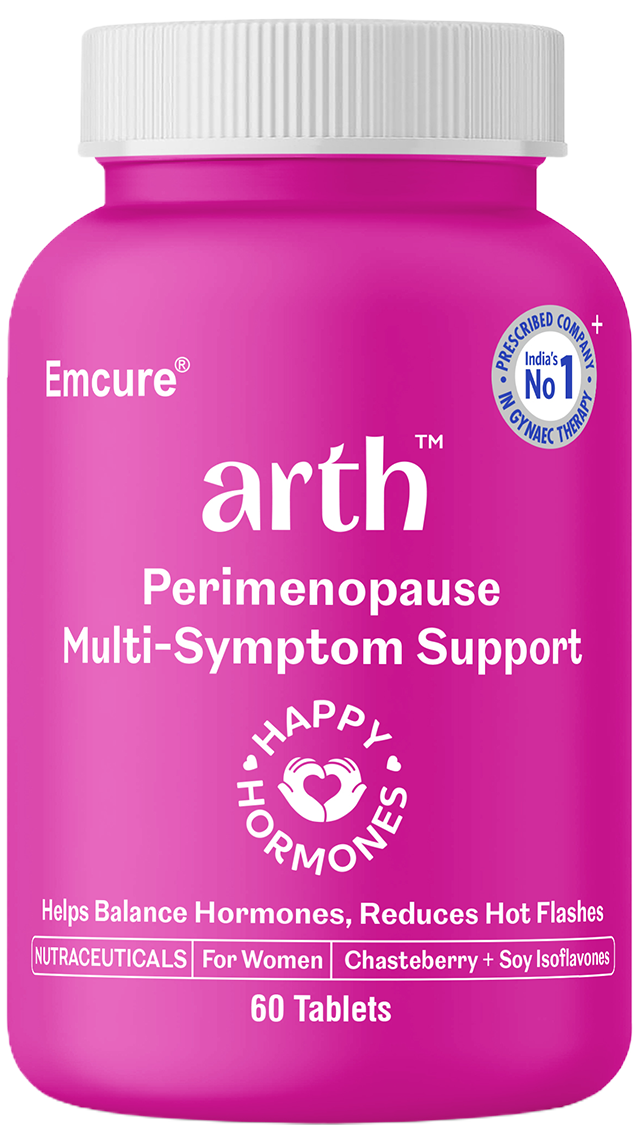 Emcure®
PRESCRIBED COMPANY
India's
No 1
IN GYNAEC THERAPY
+
arth™
Perimenopause
Multi-Symptom Support
HAPPY
HORMONES
Helps Balance Hormones, Reduces Hot Flashes
NUTRACEUTICALS For Women Chasteberry + Soy Isoflavones
60 Tablets